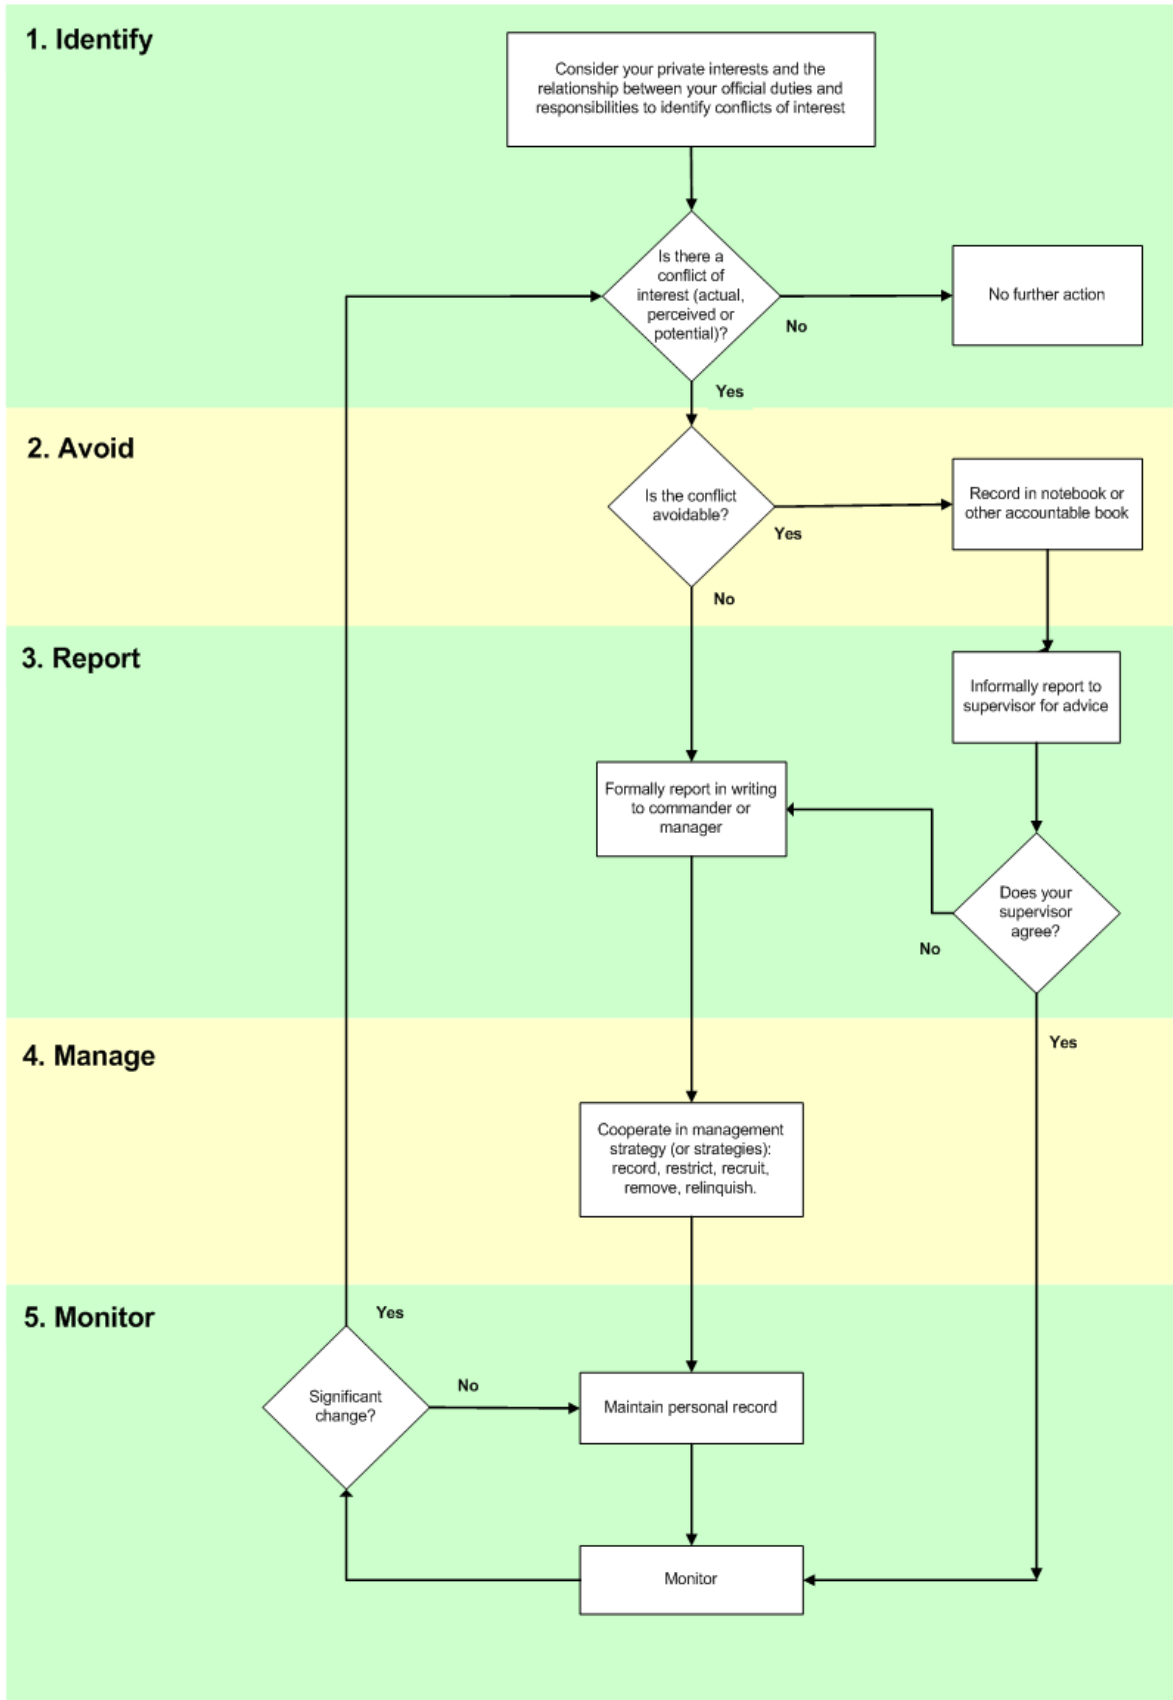 1. Identify
Consider your private interests and the
relationship between your official duties and
responsibilities to identify conflicts of interest
Is there a
conflict of
interest (actual,
perceived or
potential)?
No
No further action
Yes
2. Avoid
Is the conflict
avoidable?
Yes
Record in notebook or
other accountable book
No
3. Report
Informally report to
supervisor for advice
Formally report in writing
to commander or
manager
Does your
supervisor
agree?
No
Yes
4. Manage
Cooperate in management
strategy (or strategies):
record, restrict, recruit,
remove, relinquish.
5. Monitor
Yes
Significant
change?
No
Maintain personal record
Monitor